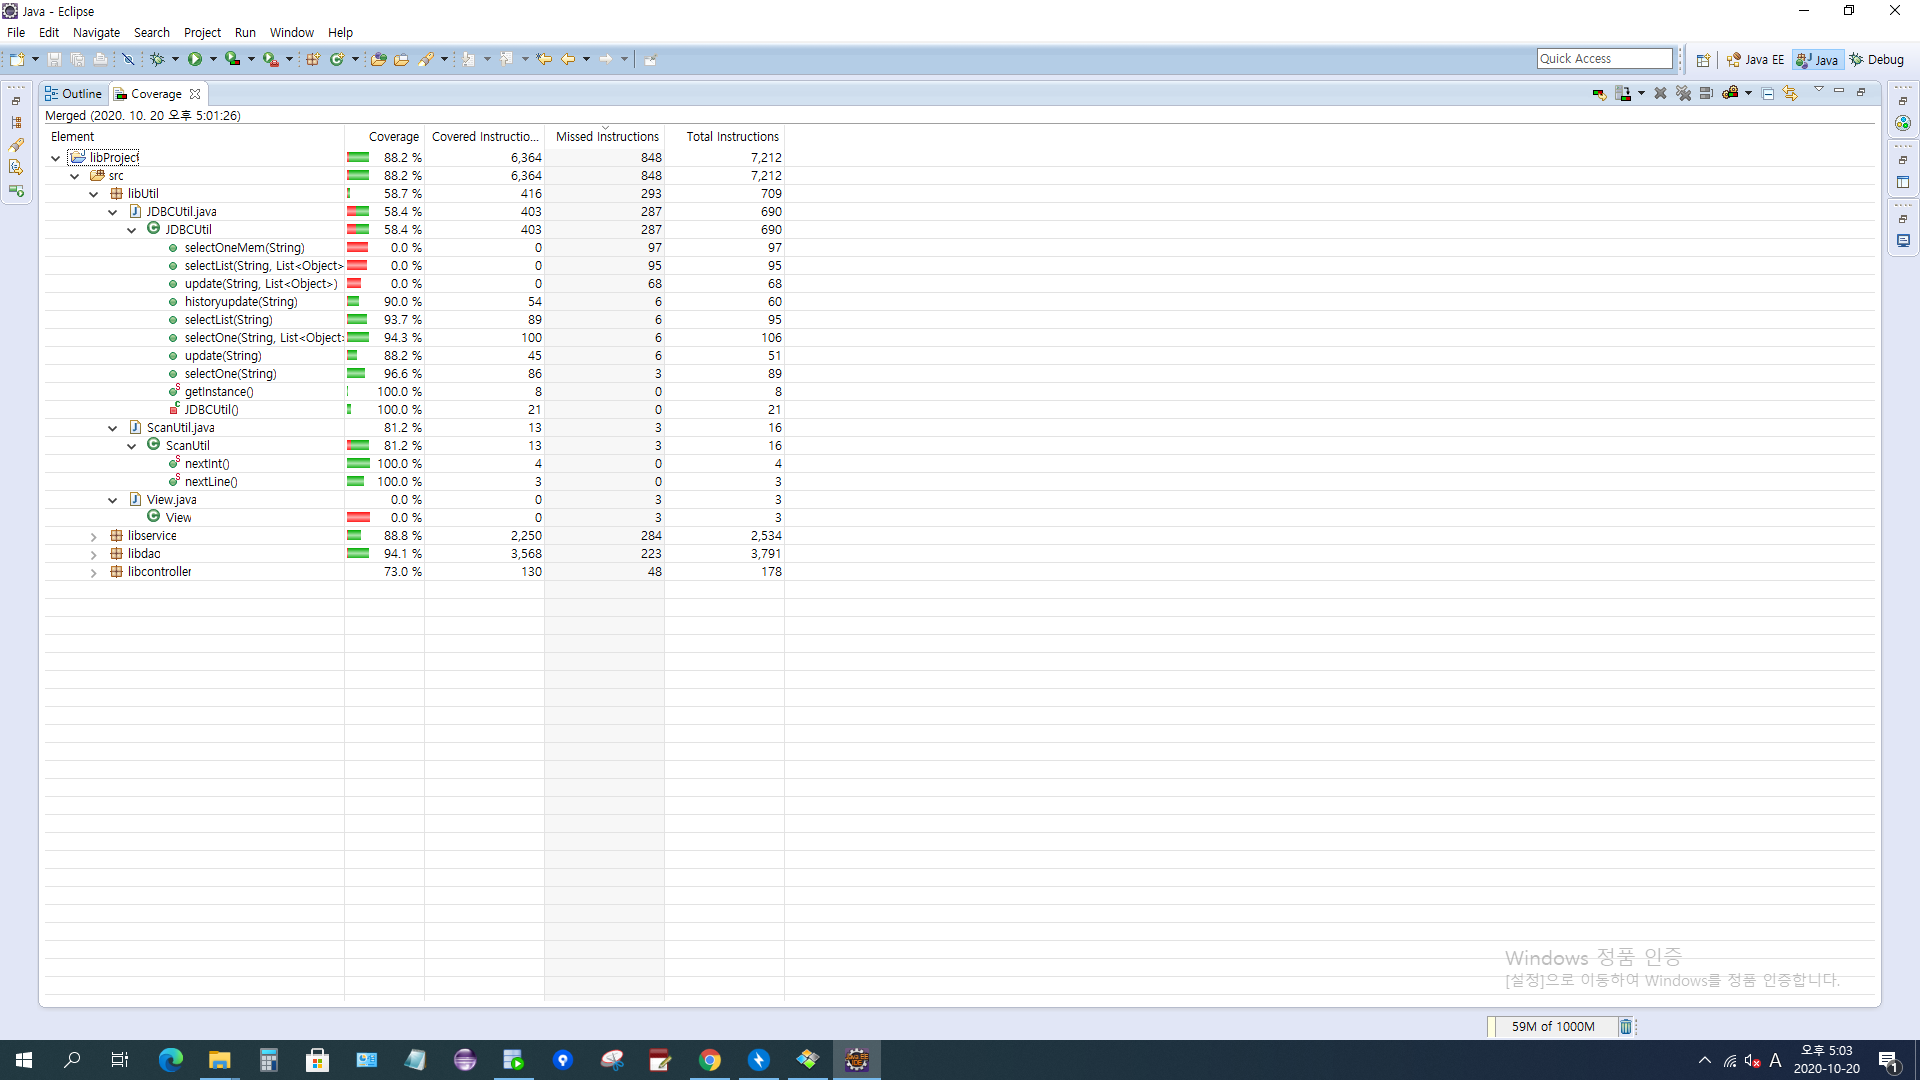 Java - Eclipse
File Edit Navigate Search Project Run Window Help
Quick Access Java EE Java Debug
Outline Coverage
Merged (2020. 10. 20 오후 5:01:26)
Element Coverage Covered Instructio... Missed Instructions Total Instructions
libProject 88.2 % 6,364 848 7,212
src 88.2 % 6,364 848 7,212
libUtil 58.7 % 416 293 709
JDBCUtil.java 58.4 % 403 287 690
JDBCUtil 58.4 % 403 287 690
selectOneMem(String) 0.0 % 0 97 97
selectList(String, List<Object> 0.0 % 0 95 95
update(String, List<Object>) 0.0 % 0 68 68
historyupdate(String) 90.0 % 54 6 60
selectList(String) 93.7 % 89 6 95
selectOne(String, List<Object> 94.3 % 100 6 106
update(String) 88.2 % 45 6 51
selectOne(String) 96.6 % 86 3 89
getInstance() 100.0 % 8 0 8
JDBCUtil() 100.0 % 21 0 21
ScanUtil.java 81.2 % 13 3 16
ScanUtil 81.2 % 13 3 16
nextInt() 100.0 % 4 0 4
nextLine() 100.0 % 3 0 3
View.java 0.0 % 0 3 3
View 0.0 % 0 3 3
libservice 88.8 % 2,250 284 2,534
libdao 94.1 % 3,568 223 3,791
libcontroller 73.0 % 130 48 178
Windows 정품 인증
[설정]으로 이동하여 Windows를 정품 인증합니다.
59M of 1000M
A 오후 5:03
2020-10-20
1